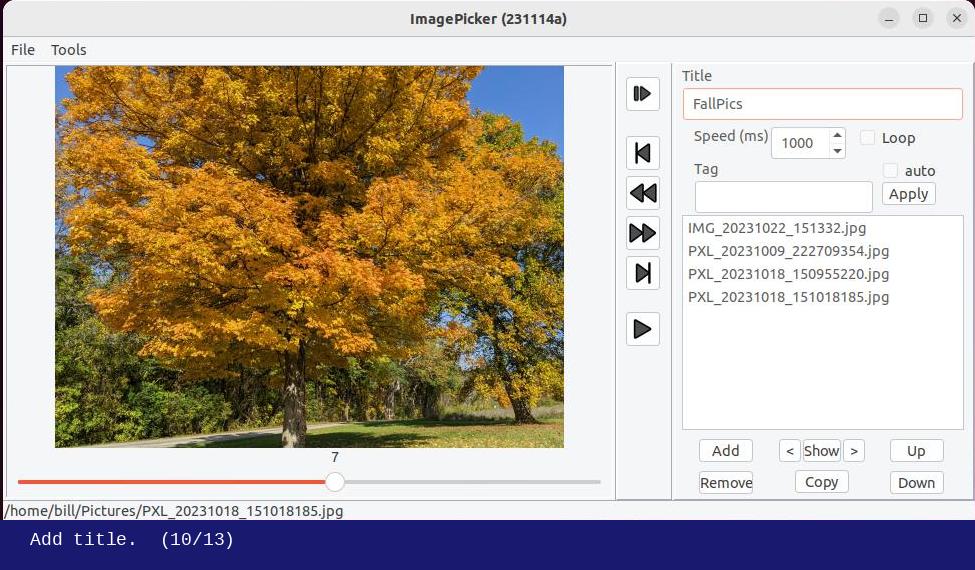 ImagePicker (231114a)
File Tools
Title
FallPics
Speed (ms) 1000 Loop
Tag auto
Apply
IMG_20231022_151332.jpg
PXL_20231009_222709354.jpg
PXL_20231018_150955220.jpg
PXL_20231018_151018185.jpg
7
Add < Show > Up
Remove Copy Down
/home/bill/Pictures/PXL_20231018_151018185.jpg
Add title. (10/13)